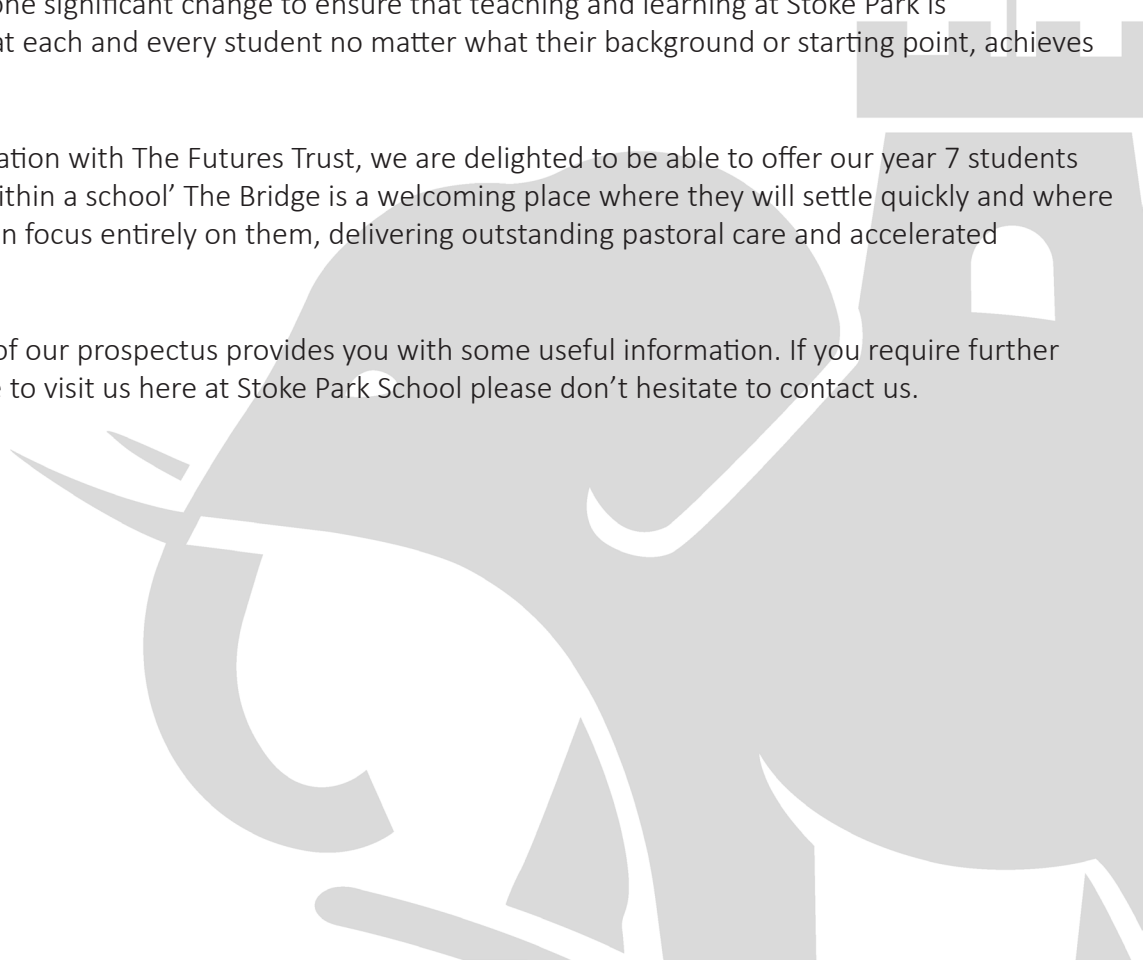 one significant change to ensure that teaching and learning at Stoke Park is
at each and every student no matter what their background or starting point, achieves
ation with The Futures Trust, we are delighted to be able to offer our year 7 students
ithin a school’ The Bridge is a welcoming place where they will settle quickly and where
n focus entirely on them, delivering outstanding pastoral care and accelerated
of our prospectus provides you with some useful information. If you require further
e to visit us here at Stoke Park School please don’t hesitate to contact us.